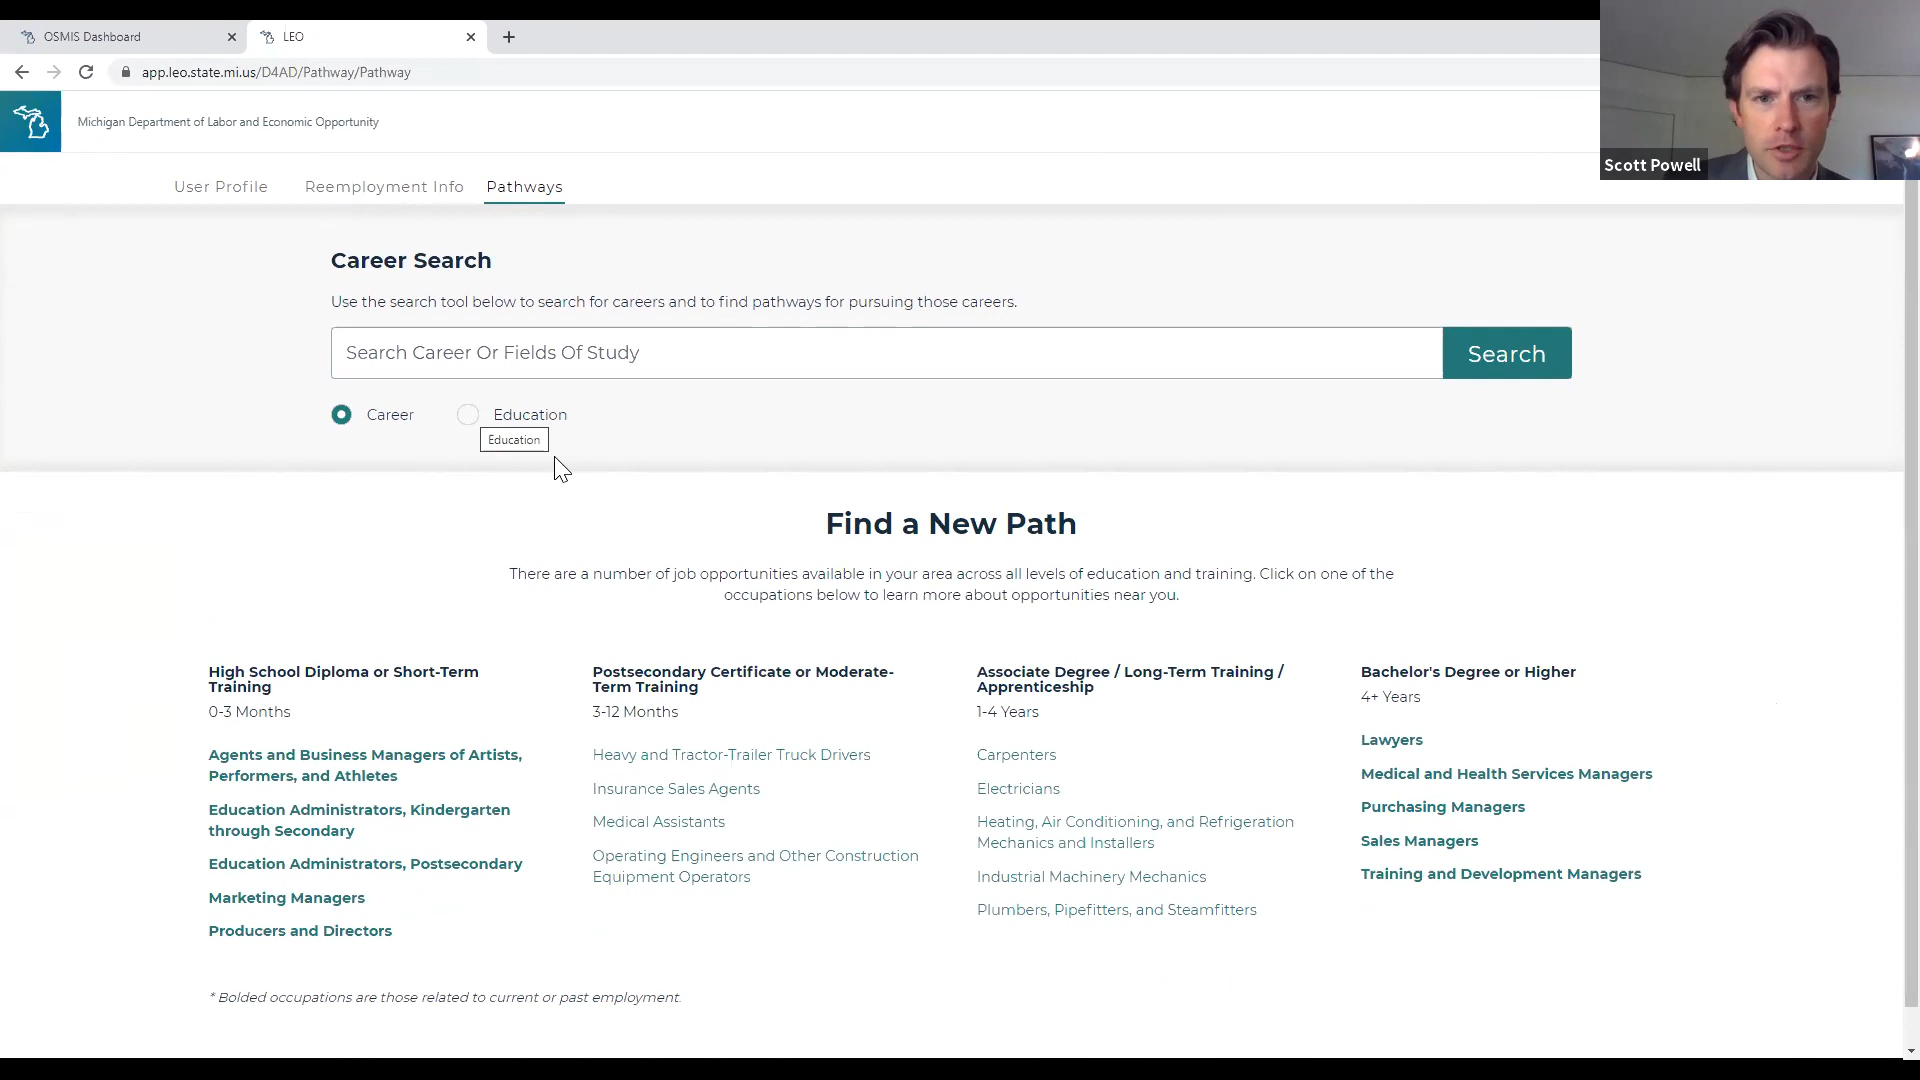 OSMIS Dashboard
LEO
app.leo.state.mi.us/D4AD/Pathway/Pathway
Scott Powell
Michigan Department of Labor and Economic Opportunity
User Profile
Reemployment Info
Pathways
Career Search
Use the search tool below to search for careers and to find pathways for pursuing those careers.
Search Career Or Fields Of Study
Search
Career
Education
Education
Find a New Path
There are a number of job opportunities available in your area across all levels of education and training. Click on one of the
occupations below to learn more about opportunities near you.
High School Diploma or Short-Term
Training
0-3 Months
Agents and Business Managers of Artists,
Performers, and Athletes
Education Administrators, Kindergarten
through Secondary
Education Administrators, Postsecondary
Marketing Managers
Producers and Directors
Postsecondary Certificate or Moderate-
Term Training
3-12 Months
Heavy and Tractor-Trailer Truck Drivers
Insurance Sales Agents
Medical Assistants
Operating Engineers and Other Construction
Equipment Operators
Associate Degree / Long-Term Training /
Apprenticeship
1-4 Years
Carpenters
Electricians
Heating, Air Conditioning, and Refrigeration
Mechanics and Installers
Industrial Machinery Mechanics
Plumbers, Pipefitters, and Steamfitters
Bachelor's Degree or Higher
4+ Years
Lawyers
Medical and Health Services Managers
Purchasing Managers
Sales Managers
Training and Development Managers
* Bolded occupations are those related to current or past employment.